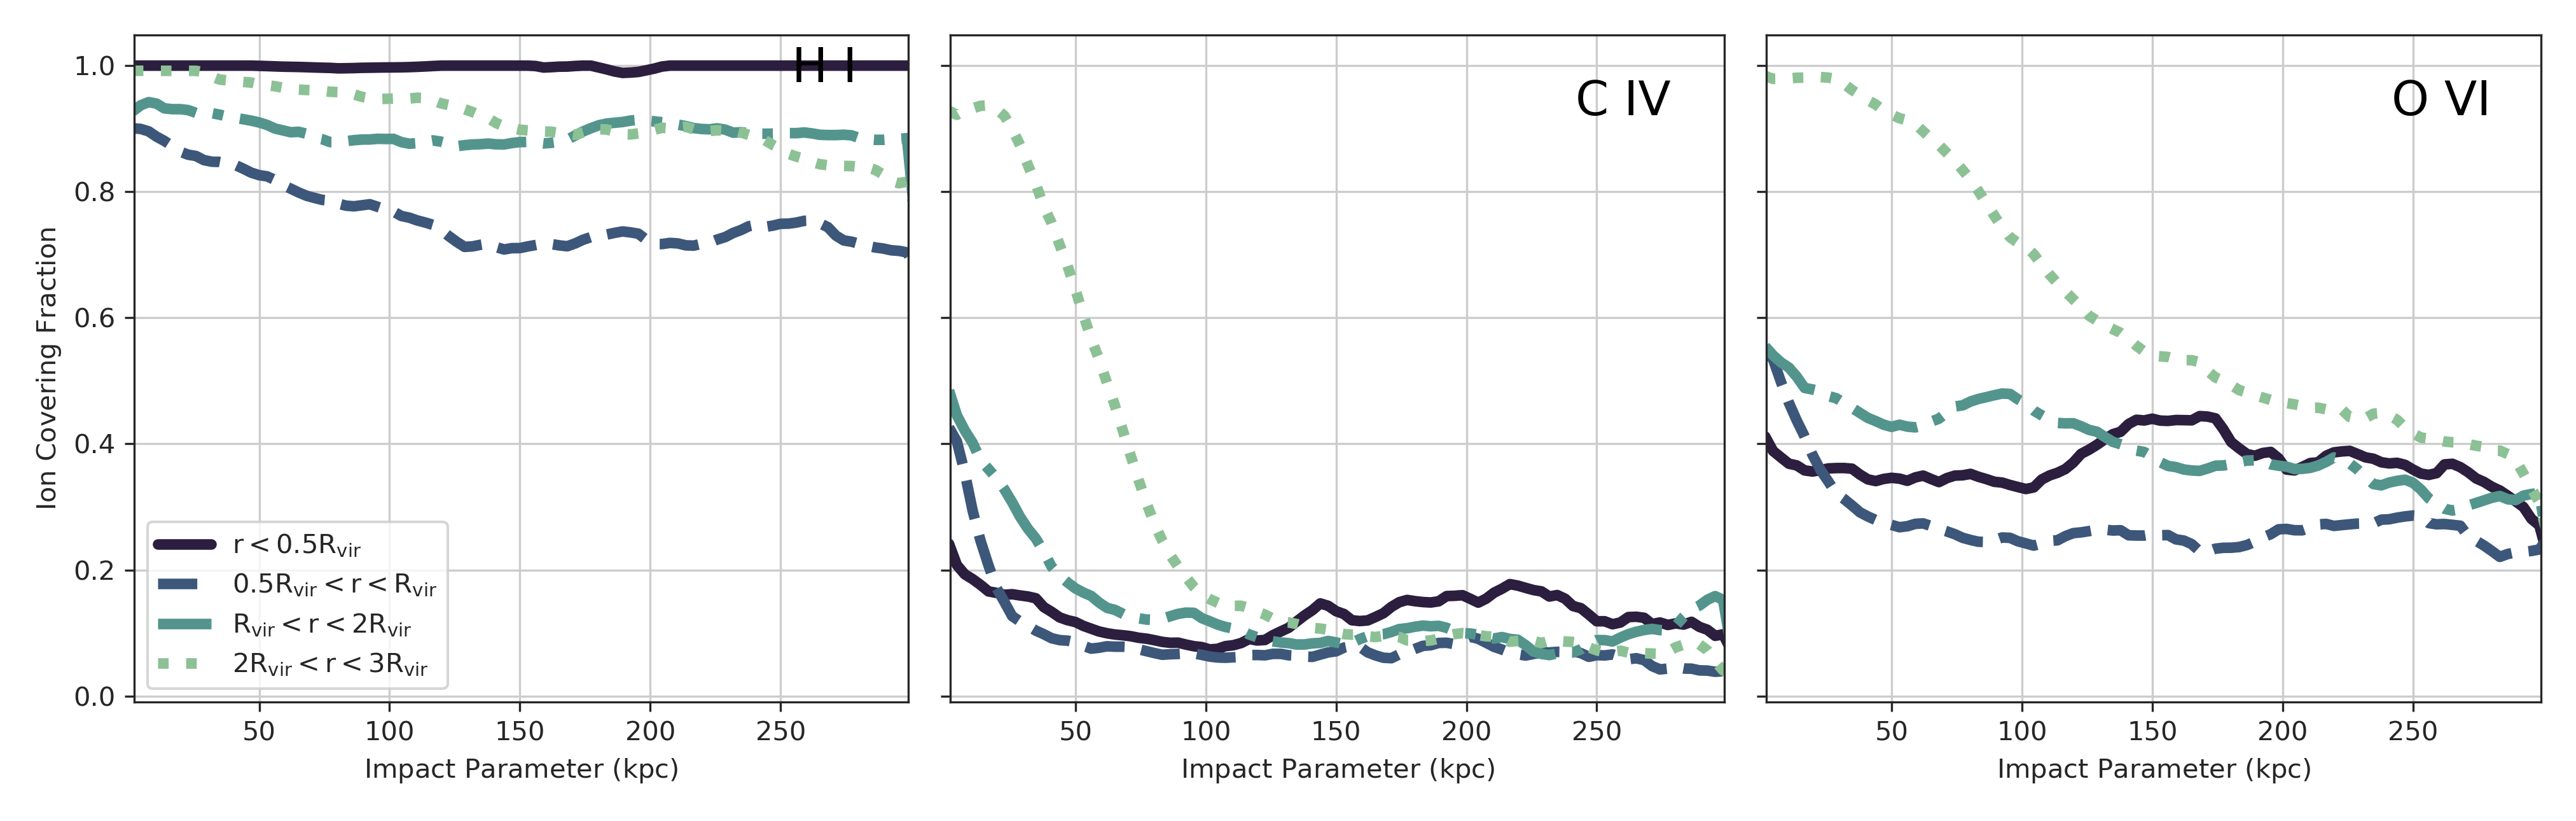 H I
C IV
O VI
Ion Covering Fraction
1.0
0.8
0.6
0.4
0.2
0.0
r < 0.5R_vir
0.5R_vir < r < R_vir
R_vir < r < 2R_vir
2R_vir < r < 3R_vir
50 100 150 200 250
50 100 150 200 250
50 100 150 200 250
Impact Parameter (kpc)
Impact Parameter (kpc)
Impact Parameter (kpc)